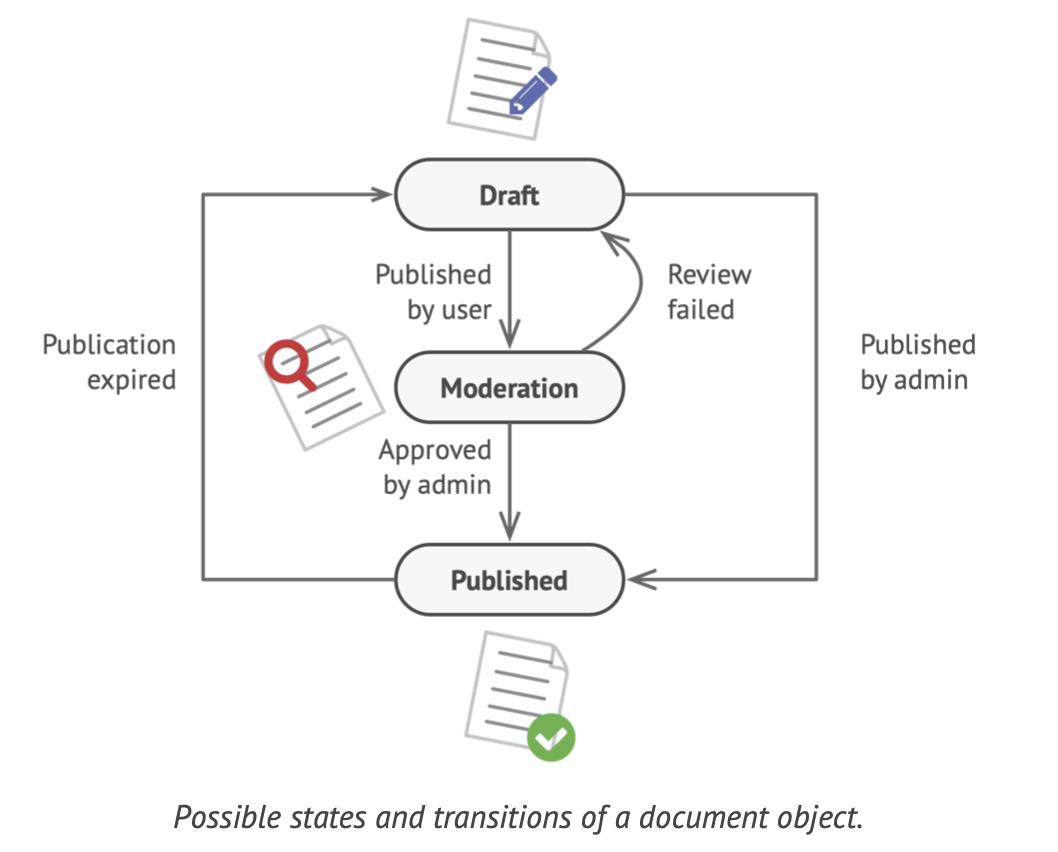 Draft
Published
by user
Review
failed
Publication
expired
Published
by admin
Moderation
Approved
by admin
Published
Possible states and transitions of a document object.